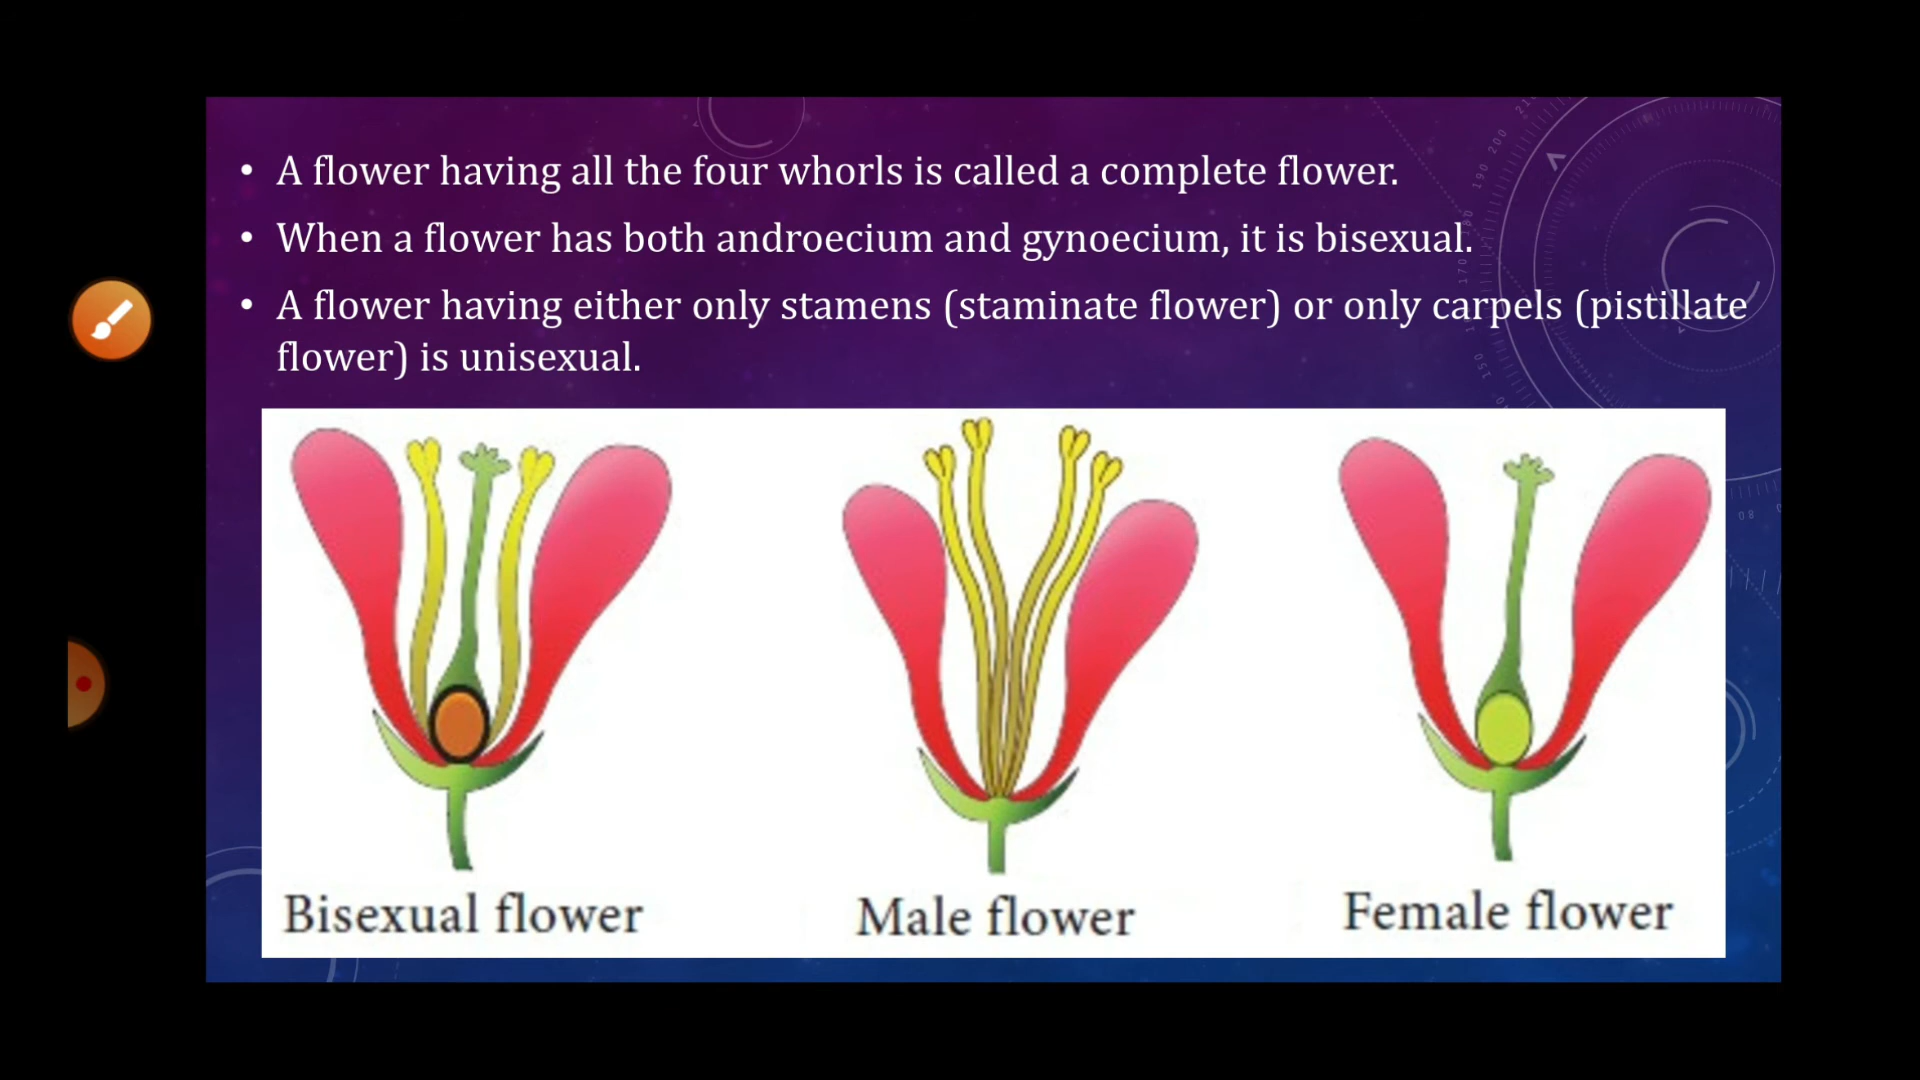 • A flower having all the four whorls is called a complete flower.
• When a flower has both androecium and gynoecium, it is bisexual.
• A flower having either only stamens (staminate flower) or only carpels (pistillate
flower) is unisexual.
Bisexual flower
Male flower
Female flower